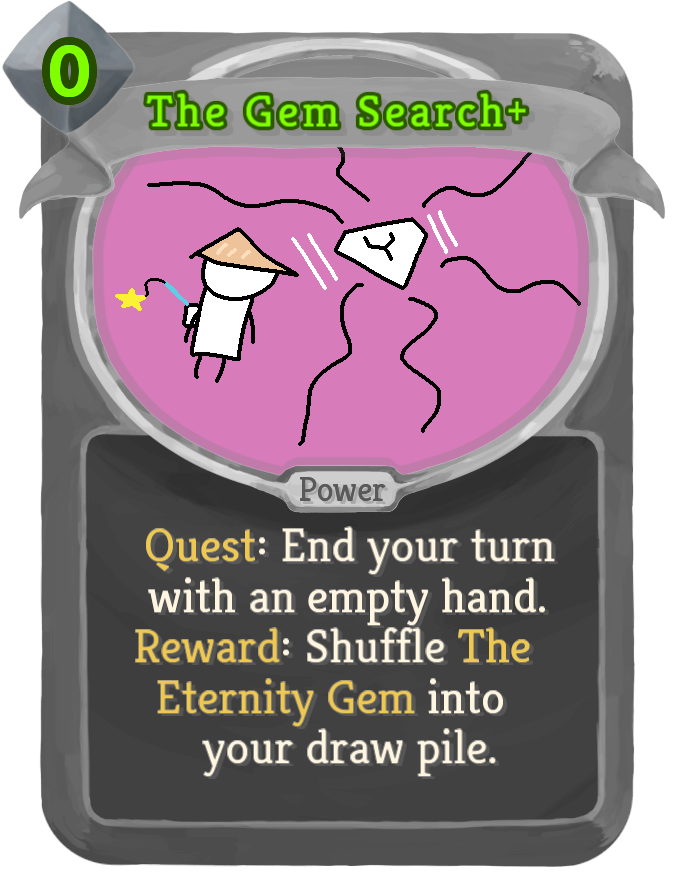 0
The Gem Search+
Power
Quest: End your turn
with an empty hand.
Reward: Shuffle The
Eternity Gem into
your draw pile.